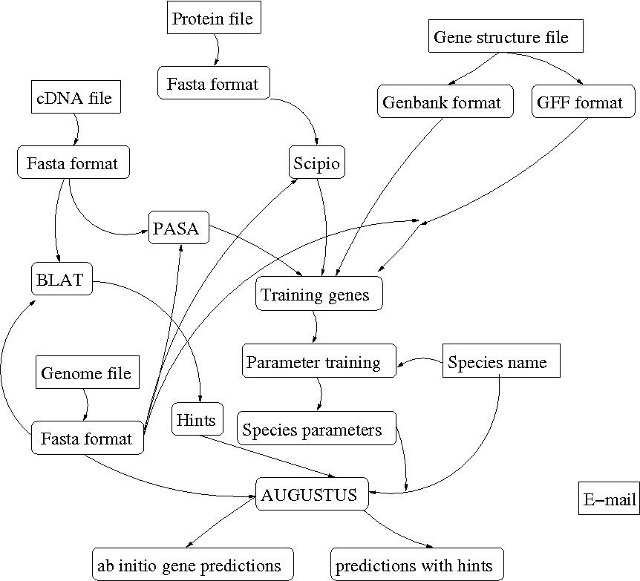 Protein file
Gene structure file
Fasta format
cDNA file
Genbank format
GFF format
Fasta format
Scipio
PASA
BLAT
Training genes
Genome file
Parameter training
Species name
Hints
Fasta format
Species parameters
AUGUSTUS
E-mail
ab initio gene predictions
predictions with hints